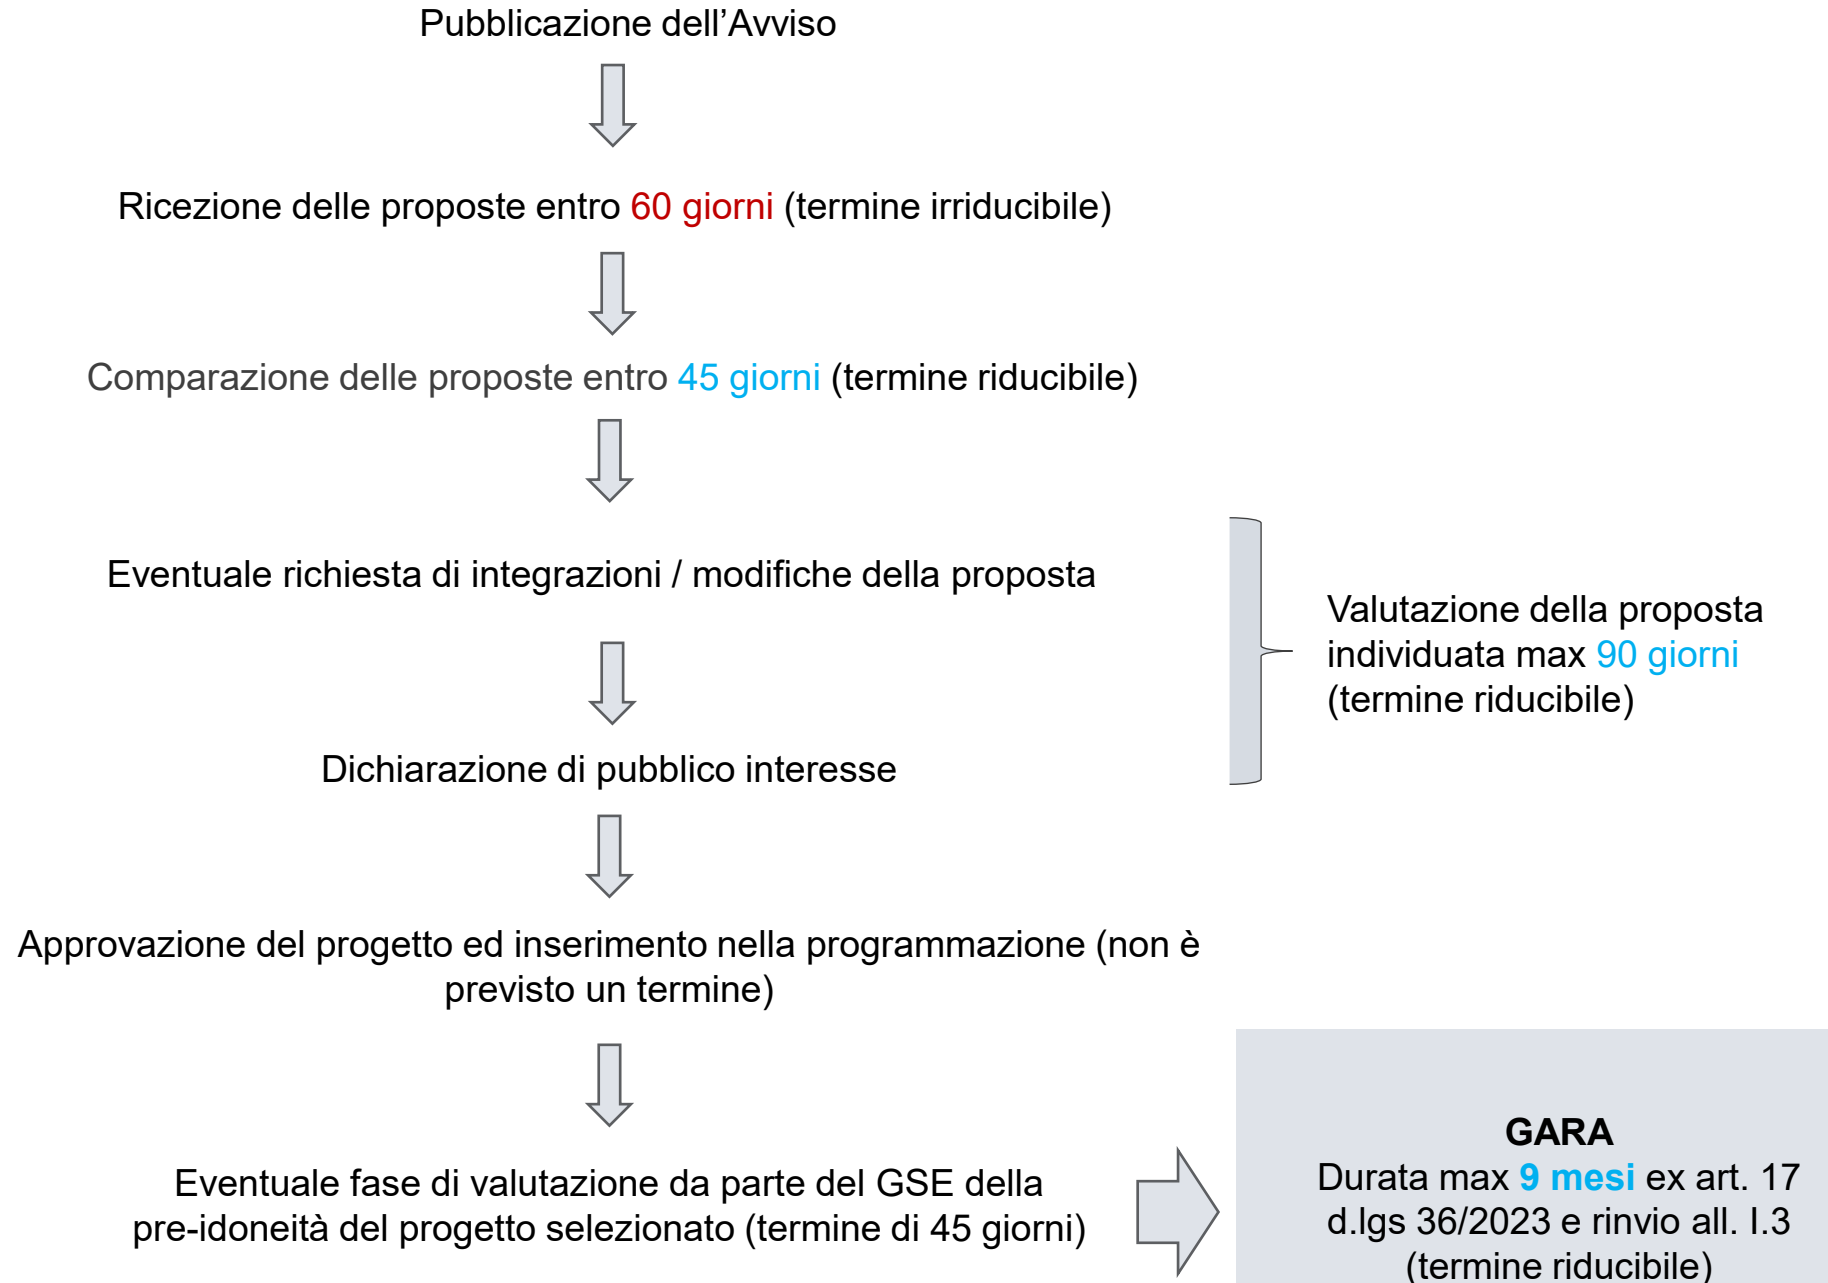 Pubblicazione dell’Avviso
Ricezione delle proposte entro 60 giorni (termine irriducibile)
Comparazione delle proposte entro 45 giorni (termine riducibile)
Eventuale richiesta di integrazioni / modifiche della proposta
Valutazione della proposta
individuata max 90 giorni
(termine riducibile)
Dichiarazione di pubblico interesse
Approvazione del progetto ed inserimento nella programmazione (non è
previsto un termine)
Eventuale fase di valutazione da parte del GSE della
pre-idoneità del progetto selezionato (termine di 45 giorni)
GARA
Durata max 9 mesi ex art. 17
d.lgs 36/2023 e rinvio all. I.3
(termine riducibile)